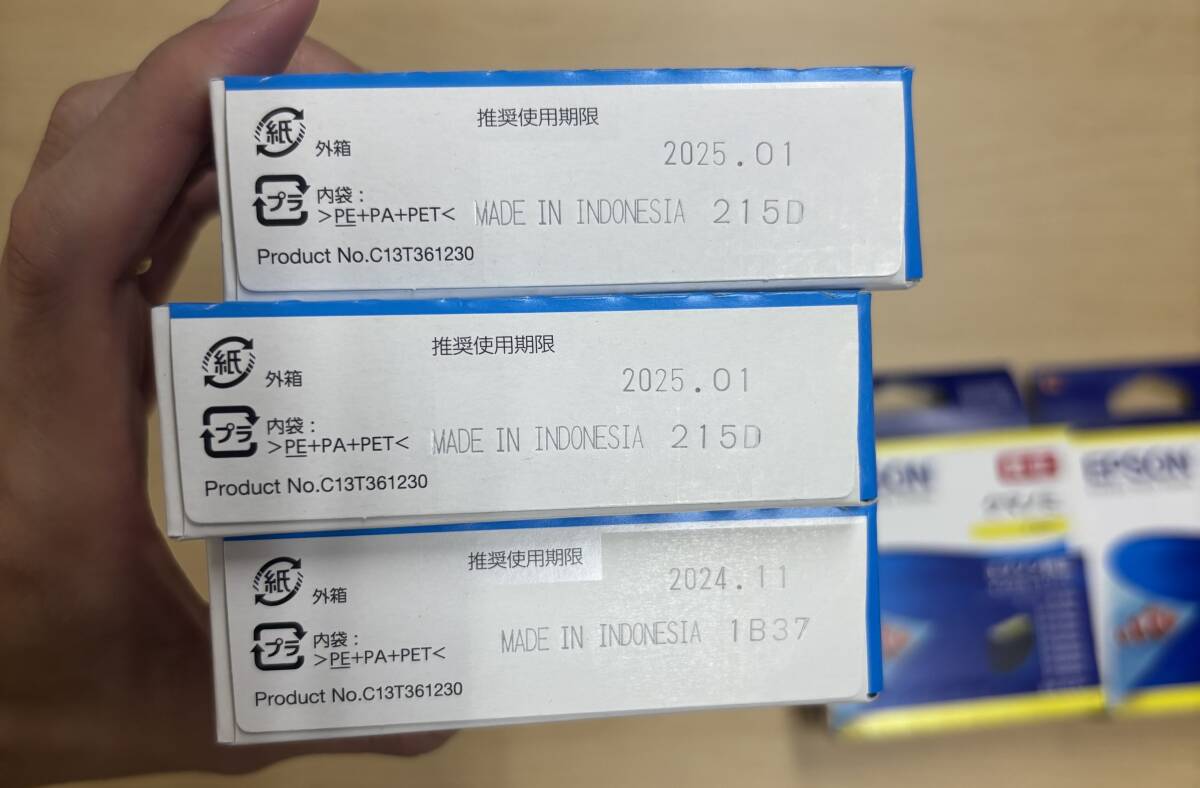 推奨使用期限
紙 外箱 2025.01
プラ 内袋：
>PE+PA+PET< MADE IN INDONESIA 215D
Product No.C13T361230
推奨使用期限
紙 外箱 2025.01
プラ 内袋：
>PE+PA+PET< MADE IN INDONESIA 215D
Product No.C13T361230
推奨使用期限
紙 外箱 2024.11
プラ 内袋：
>PE+PA+PET< MADE IN INDONESIA 1B37
Product No.C13T361230
EPSON